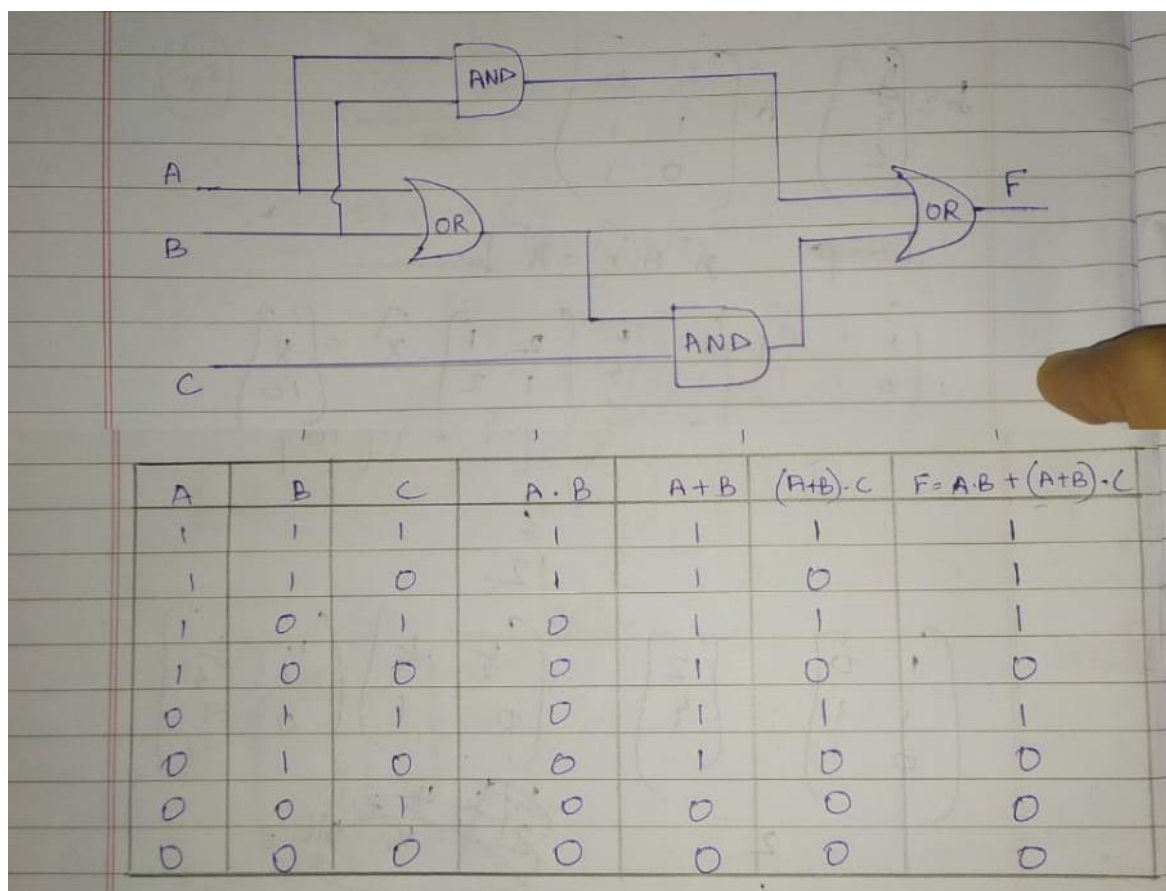 AND
A
OR
OR
F
B
AND
C
A B C A . B A + B (A+B) . C F = A.B + (A+B) . C
1 1 1 1 1 1 1
1 1 0 1 1 0 1
1 0 1 0 1 1 1
1 0 0 0 1 0 0
0 1 1 0 1 1 1
0 1 0 0 1 0 0
0 0 1 0 0 0 0
0 0 0 0 0 0 0